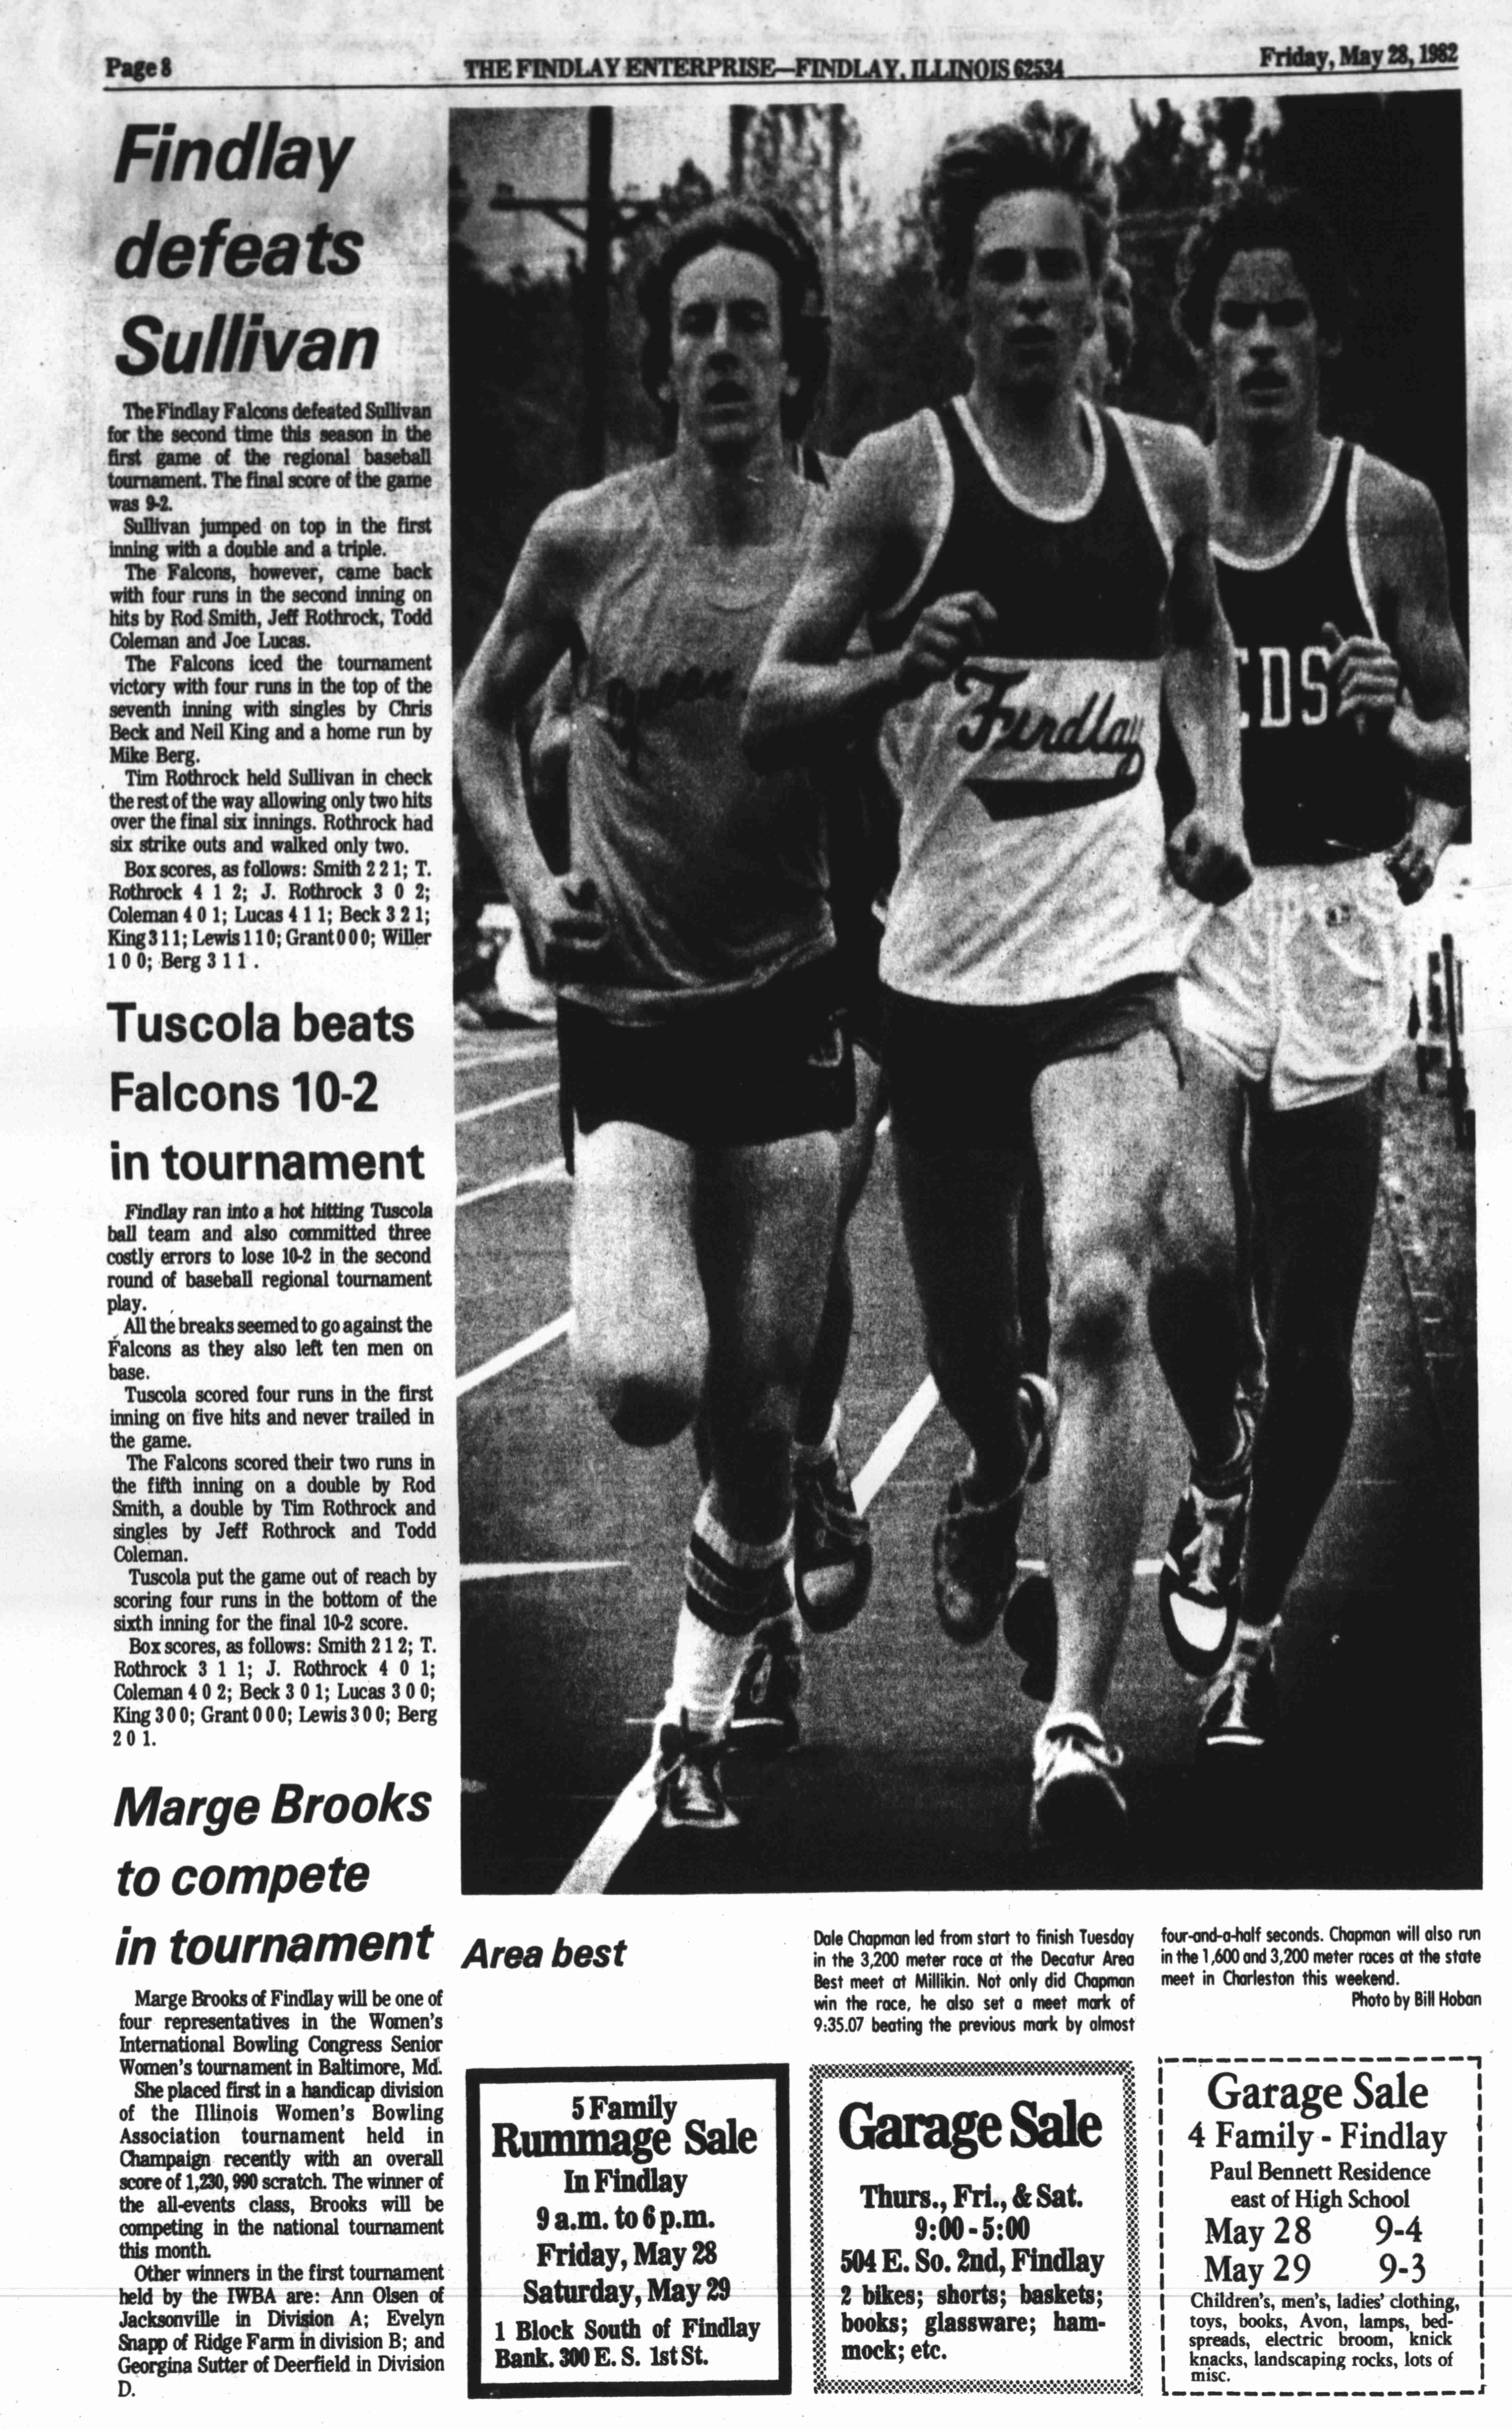 Page 8
THE FINDLAY ENTERPRISE—FINDLAY, ILLINOIS 62534
Friday, May 28, 1982
Findlay
defeats
Sullivan
The Findlay Falcons defeated Sullivan
for the second time this season in the
first game of the regional baseball
tournament. The final score of the game
was 9-2.
Sullivan jumped on top in the first
inning with a double and a triple.
The Falcons, however, came back
with four runs in the second inning on
hits by Rod Smith, Jeff Rothrock, Todd
Coleman and Joe Lucas.
The Falcons iced the tournament
victory with four runs in the top of the
seventh inning with singles by Chris
Beck and Neil King and a home run by
Mike Berg.
Tim Rothrock held Sullivan in check
the rest of the way allowing only two hits
over the final six innings. Rothrock had
six strike outs and walked only two.
Box scores, as follows: Smith 2 2 1; T.
Rothrock 4 1 2; J. Rothrock 3 0 2;
Coleman 4 0 1; Lucas 4 1 1; Beck 3 2 1;
King 3 1 1; Lewis 1 1 0; Grant 0 0 0; Willer
1 0 0; Berg 3 1 1 .
Tuscola beats
Falcons 10-2
in tournament
Findlay ran into a hot hitting Tuscola
ball team and also committed three
costly errors to lose 10-2 in the second
round of baseball regional tournament
play.
All the breaks seemed to go against the
Falcons as they also left ten men on
base.
Tuscola scored four runs in the first
inning on five hits and never trailed in
the game.
The Falcons scored their two runs in
the fifth inning on a double by Rod
Smith, a double by Tim Rothrock and
singles by Jeff Rothrock and Todd
Coleman.
Tuscola put the game out of reach by
scoring four runs in the bottom of the
sixth inning for the final 10-2 score.
Box scores, as follows: Smith 2 1 2; T.
Rothrock 3 1 1; J. Rothrock 4 0 1;
Coleman 4 0 2; Beck 3 0 1; Lucas 3 0 0;
King 3 0 0; Grant 0 0 0; Lewis 3 0 0; Berg
2 0 1.
Marge Brooks
to compete
in tournament
Marge Brooks of Findlay will be one of
four representatives in the Women's
International Bowling Congress Senior
Women's tournament in Baltimore, Md.
She placed first in a handicap division
of the Illinois Women's Bowling
Association tournament held in
Champaign recently with an overall
score of 1,230, 990 scratch. The winner of
the all-events class, Brooks will be
competing in the national tournament
this month.
Other winners in the first tournament
held by the IWBA are: Ann Olsen of
Jacksonville in Division A; Evelyn
Snapp of Ridge Farm in division B; and
Georgina Sutter of Deerfield in Division
D.
Findlay
EDS
Area best
Dale Chapman led from start to finish Tuesday
in the 3,200 meter race at the Decatur Area
Best meet at Millikin. Not only did Chapman
win the race, he also set a meet mark of
9:35.07 beating the previous mark by almost
four-and-a-half seconds. Chapman will also run
in the 1,600 and 3,200 meter races at the state
meet in Charleston this weekend.
Photo by Bill Hoban
5 Family
Rummage Sale
In Findlay
9 a.m. to 6 p.m.
Friday, May 28
Saturday, May 29
1 Block South of Findlay
Bank. 300 E. S. 1st St.
Garage Sale
Thurs., Fri., & Sat.
9:00 - 5:00
504 E. So. 2nd, Findlay
2 bikes; shorts; baskets;
books; glassware; ham-
mock; etc.
Garage Sale
4 Family - Findlay
Paul Bennett Residence
east of High School
May 28 9-4
May 29 9-3
Children's, men's, ladies' clothing,
toys, books, Avon, lamps, bed-
spreads, electric broom, knick
knacks, landscaping rocks, lots of
misc.